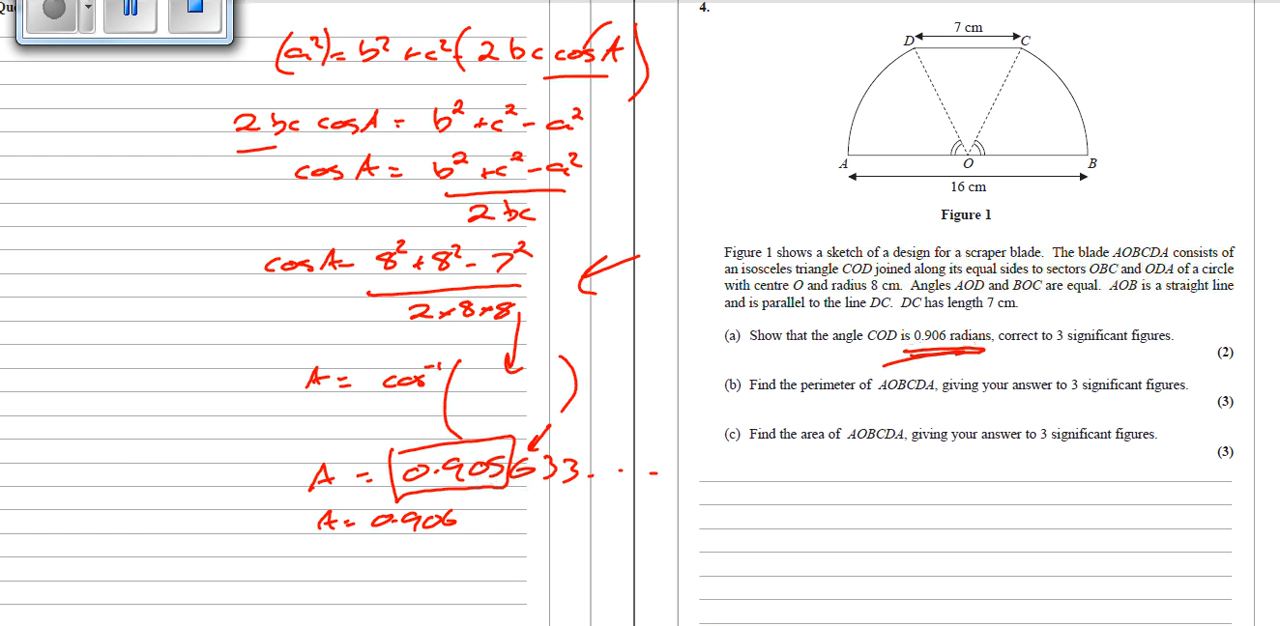 Qu
(a²) = b² + c² (- 2bc cos A)
2bc cos A = b² + c² - a²
cos A = b² + c² - a²
2bc
cos A = 8² + 8² - 7²
2 × 8 × 8
A = cos⁻¹ ( )
A = 0.905633. . .
A = 0.906
4.
7 cm
D C
A O B
16 cm
Figure 1
Figure 1 shows a sketch of a design for a scraper blade. The blade AOBCDA consists of
an isosceles triangle COD joined along its equal sides to sectors OBC and ODA of a circle
with centre O and radius 8 cm. Angles AOD and BOC are equal. AOB is a straight line
and is parallel to the line DC. DC has length 7 cm.
(a) Show that the angle COD is 0.906 radians, correct to 3 significant figures.
(2)
(b) Find the perimeter of AOBCDA, giving your answer to 3 significant figures.
(3)
(c) Find the area of AOBCDA, giving your answer to 3 significant figures.
(3)